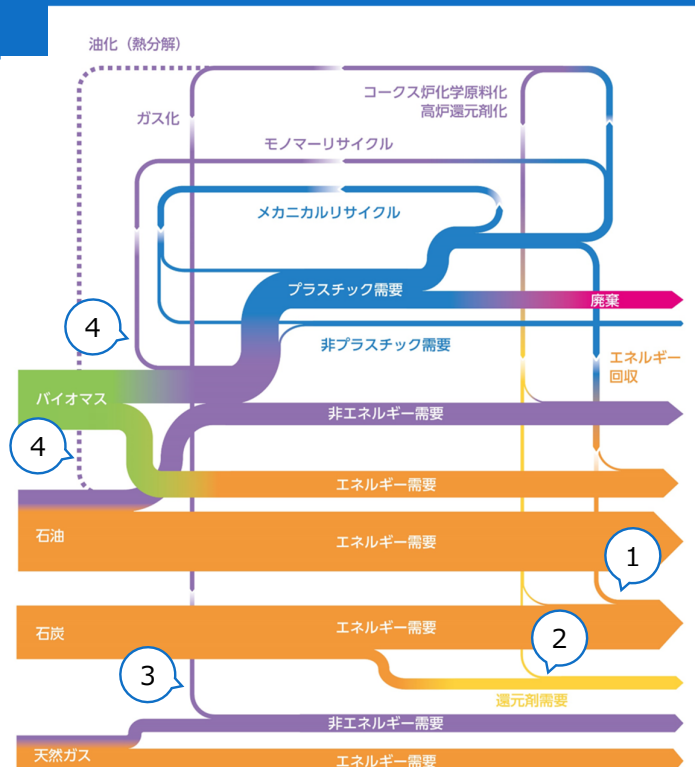 油化（熱分解）
コークス炉化学原料化
高炉還元剤化
ガス化
モノマーリサイクル
メカニカルリサイクル
プラスチック需要
廃棄
4
非プラスチック需要
エネルギー
回収
バイオマス
非エネルギー需要
4
エネルギー需要
石油
エネルギー需要
1
石炭
エネルギー需要
2
3
還元剤需要
非エネルギー需要
天然ガス
エネルギー需要